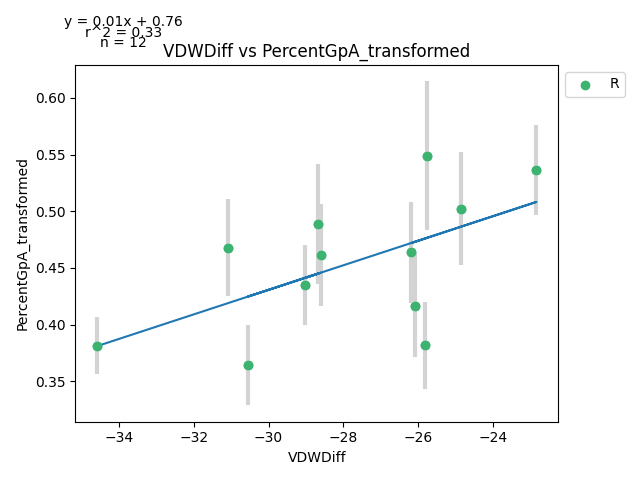 y = 0.01x + 0.76
r^2 = 0.33
n = 12
VDWDiff vs PercentGpA_transformed
R
PercentGpA_transformed
0.60
0.55
0.50
0.45
0.40
0.35
−34
−32
−30
−28
−26
−24
VDWDiff